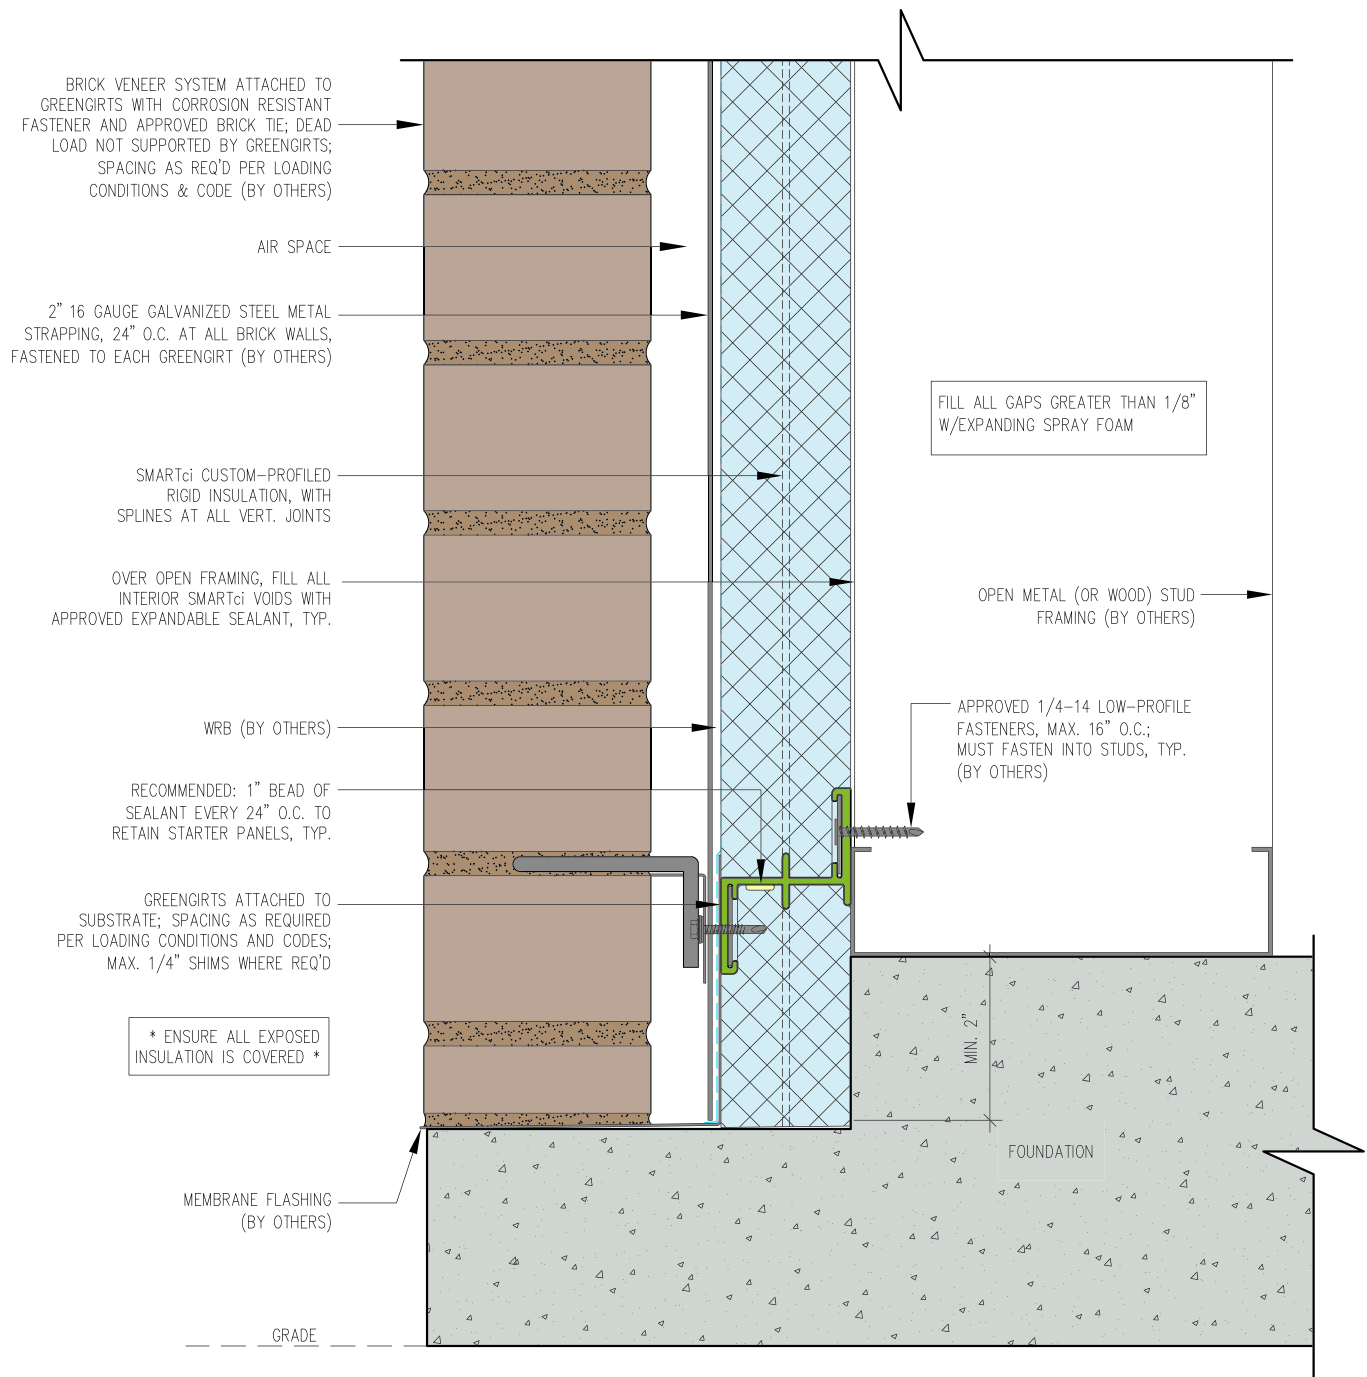 BRICK VENEER SYSTEM ATTACHED TO
GREENGIRTS WITH CORROSION RESISTANT
FASTENER AND APPROVED BRICK TIE; DEAD
LOAD NOT SUPPORTED BY GREENGIRTS;
SPACING AS REQ'D PER LOADING
CONDITIONS & CODE (BY OTHERS)
AIR SPACE
2" 16 GAUGE GALVANIZED STEEL METAL
STRAPPING, 24" O.C. AT ALL BRICK WALLS,
FASTENED TO EACH GREENGIRT (BY OTHERS)
FILL ALL GAPS GREATER THAN 1/8"
W/EXPANDING SPRAY FOAM
SMARTci CUSTOM-PROFILED
RIGID INSULATION, WITH
SPLINES AT ALL VERT. JOINTS
OVER OPEN FRAMING, FILL ALL
INTERIOR SMARTci VOIDS WITH
APPROVED EXPANDABLE SEALANT, TYP.
OPEN METAL (OR WOOD) STUD
FRAMING (BY OTHERS)
WRB (BY OTHERS)
APPROVED 1/4-14 LOW-PROFILE
FASTENERS, MAX. 16" O.C.;
MUST FASTEN INTO STUDS, TYP.
(BY OTHERS)
RECOMMENDED: 1" BEAD OF
SEALANT EVERY 24" O.C. TO
RETAIN STARTER PANELS, TYP.
GREENGIRTS ATTACHED TO
SUBSTRATE; SPACING AS REQUIRED
PER LOADING CONDITIONS AND CODES;
MAX. 1/4" SHIMS WHERE REQ'D
* ENSURE ALL EXPOSED
INSULATION IS COVERED *
MIN. 2"
FOUNDATION
MEMBRANE FLASHING
(BY OTHERS)
GRADE